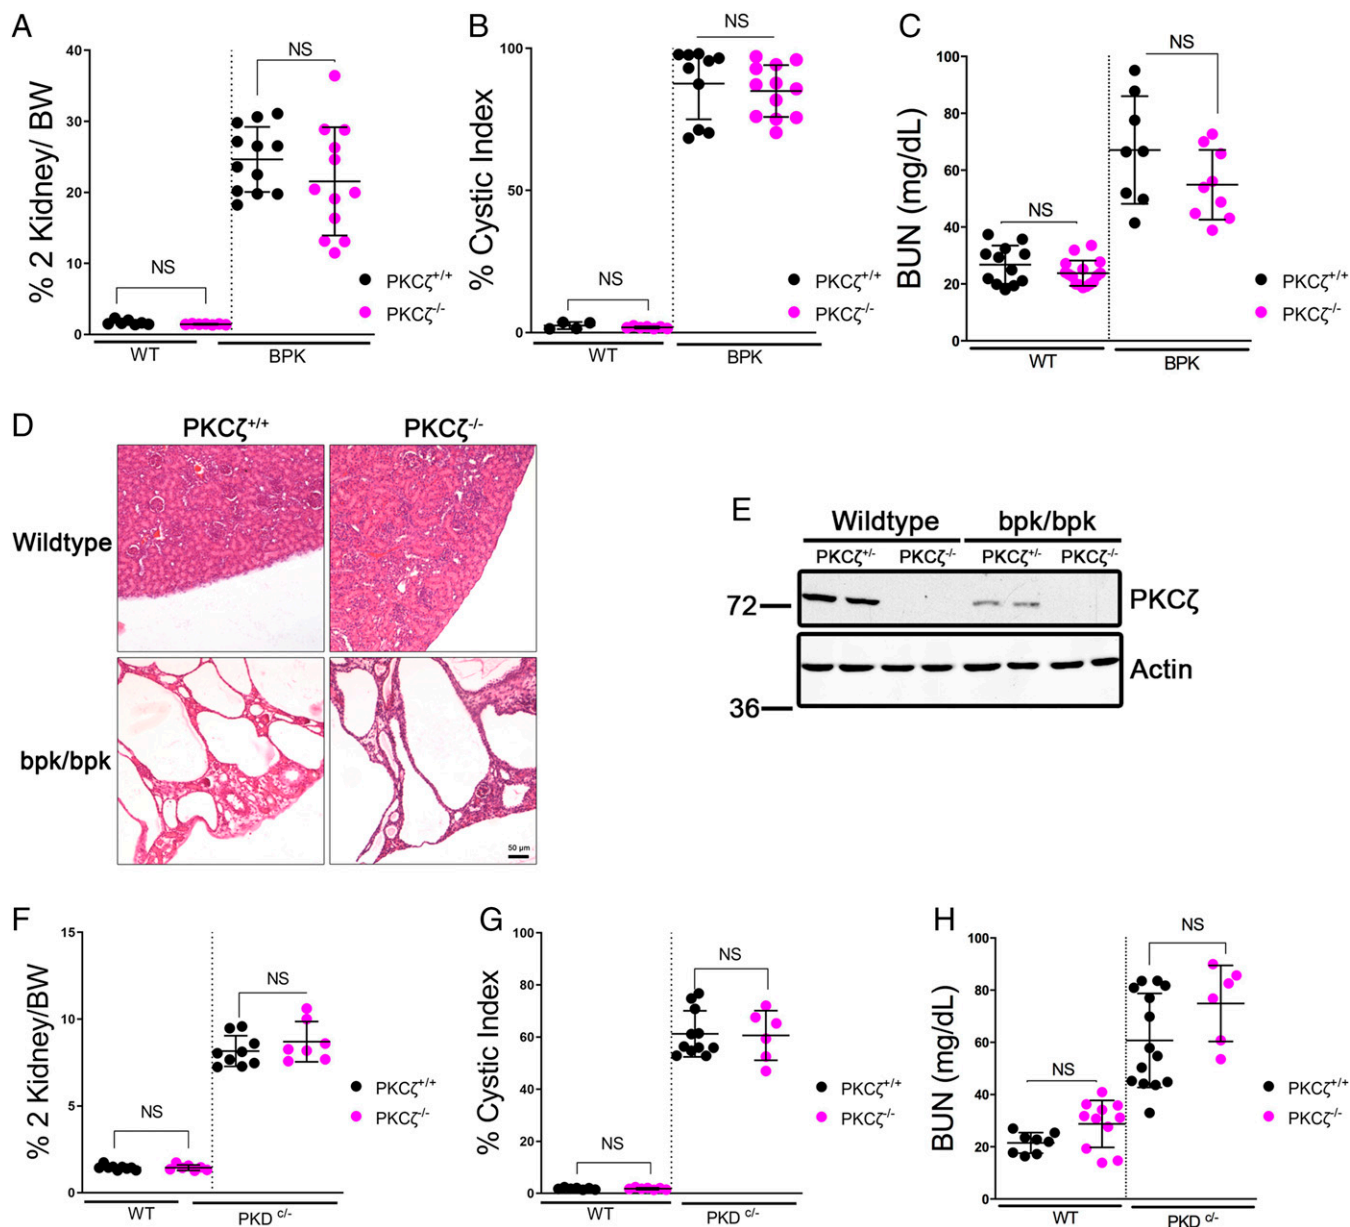 A
% 2 Kidney/ BW
40
30
20
10
0
NS
NS
PKCζ+/+
PKCζ-/-
WT
BPK
B
% Cystic Index
100
50
0
NS
NS
PKCζ+/+
PKCζ-/-
WT
BPK
C
BUN (mg/dL)
100
80
60
40
20
0
NS
NS
PKCζ+/+
PKCζ-/-
WT
BPK
D
PKCζ+/+
PKCζ-/-
Wildtype
bpk/bpk
50 µm
E
Wildtype
bpk/bpk
PKCζ+/-
PKCζ-/-
PKCζ+/-
PKCζ-/-
72
PKCζ
Actin
36
F
% 2 Kidney/BW
15
10
5
0
NS
NS
PKCζ+/+
PKCζ-/-
WT
PKD c/-
G
% Cystic Index
100
80
60
40
20
0
NS
NS
PKCζ+/+
PKCζ-/-
WT
PKD c/-
H
BUN (mg/dL)
100
80
60
40
20
0
NS
NS
PKCζ+/+
PKCζ-/-
WT
PKD c/-